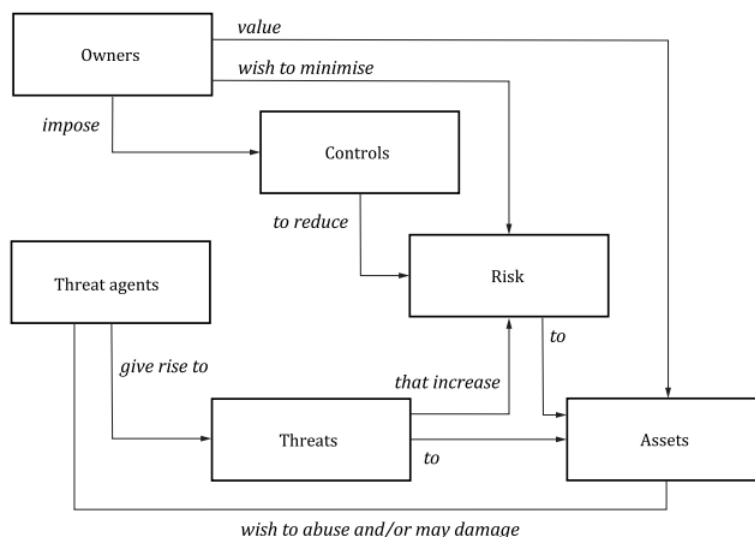 value
Owners
wish to minimise
impose
Controls
to reduce
Threat agents
Risk
give rise to
to
that increase
Threats
to
Assets
wish to abuse and/or may damage